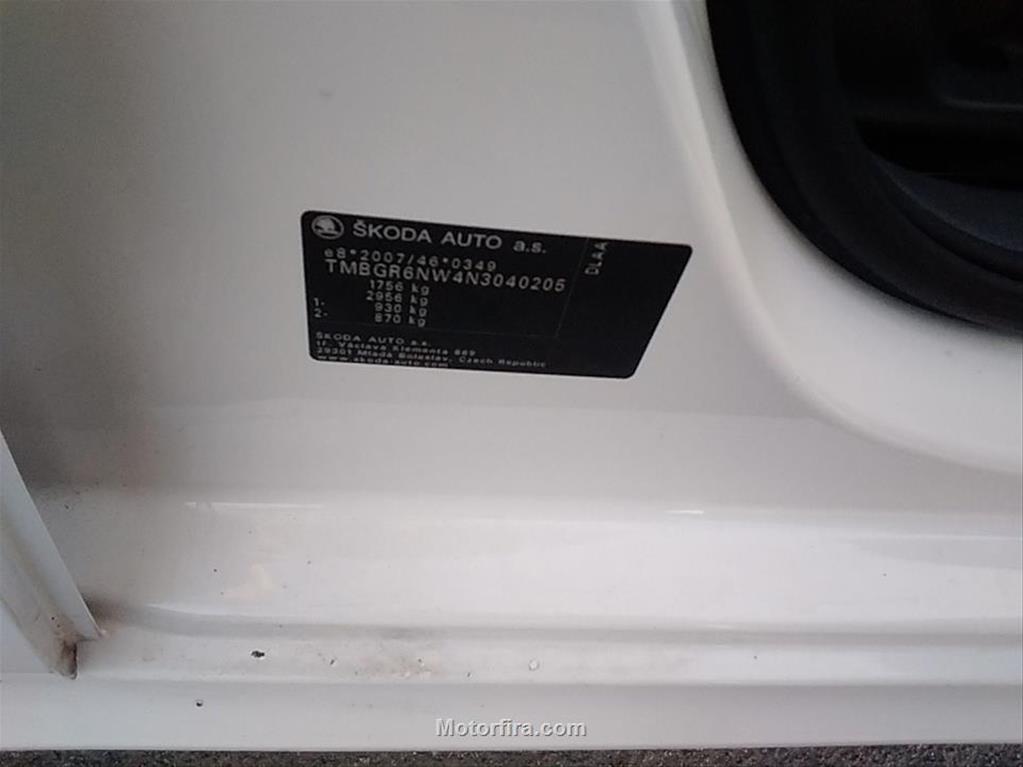 ŠKODA AUTO a.s.
e8*2007/46*0349
DLAA
TMBGR6NW4N3040205
1756 kg
2956 kg
1- 930 kg
2- 870 kg
ŠKODA AUTO a.s.
tř. Václava Klementa 869
29301 Mladá Boleslav, Czech Republic
www.skoda-auto.com
Motorfira.com